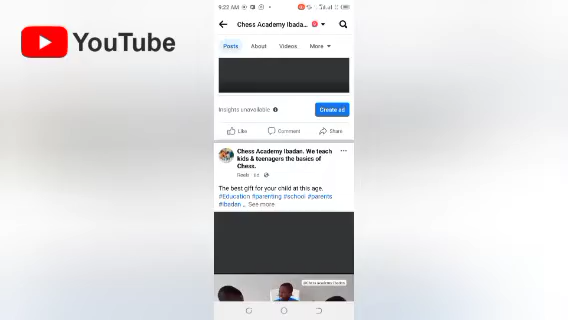 YouTube
9:22 AM
Chess Academy Ibada...
Posts About Videos More
Insights unavailable
Create ad
Like Comment Share
Chess Academy Ibadan. We teach
kids & teenagers the basics of
Chess.
The best gift for your child at this age.
#Education #parenting #school #parents
#ibadan ... See more